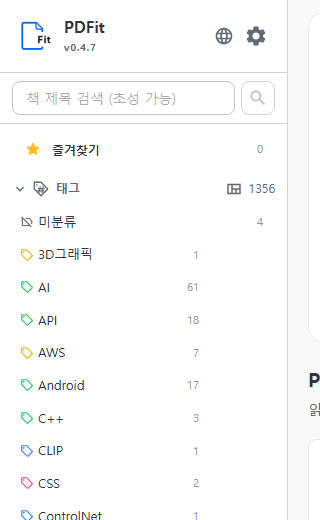 Fit
PDFit
v0.4.7
책 제목 검색 (초성 가능)
즐겨찾기 0
태그 1356
미분류 4
3D그래픽 1
AI 61
API 18
AWS 7
Android 17
C++ 3
CLIP 1
CSS 2
ControlNet 1
P